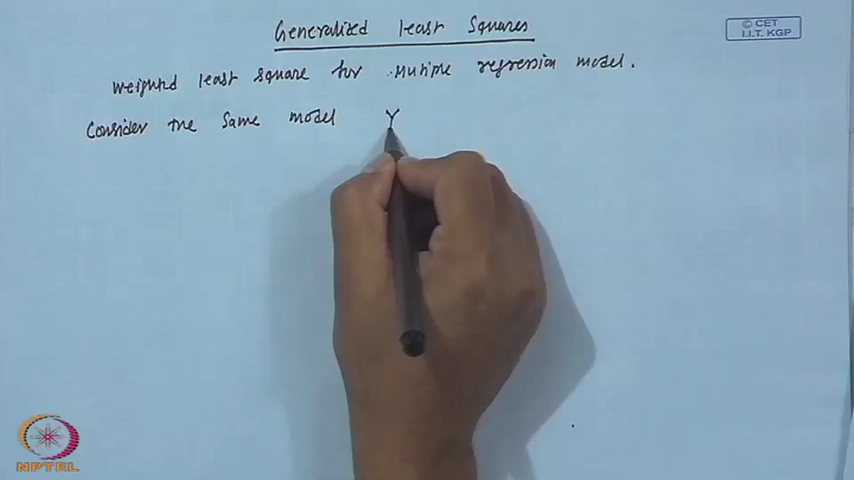 Generalized least Squares
© CET
I.I.T. KGP
Weighted least square for Multiple regression model.
Consider the same model Y
NPTEL